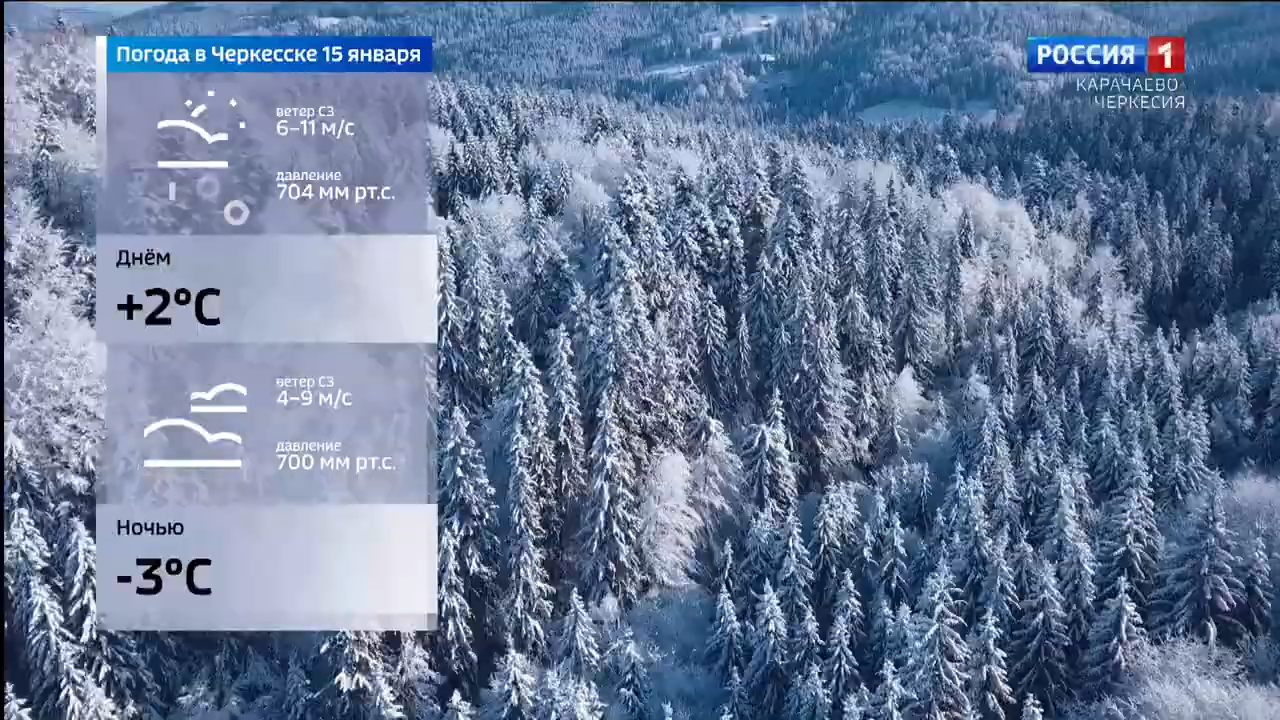 Погода в Черкесске 15 января
РОССИЯ 1
КАРАЧАЕВО
ЧЕРКЕСИЯ
ветер СЗ
6-11 м/с
давление
704 мм рт.с.
Днём
+2°C
ветер СЗ
4-9 м/с
давление
700 мм рт.с.
Ночью
-3°C